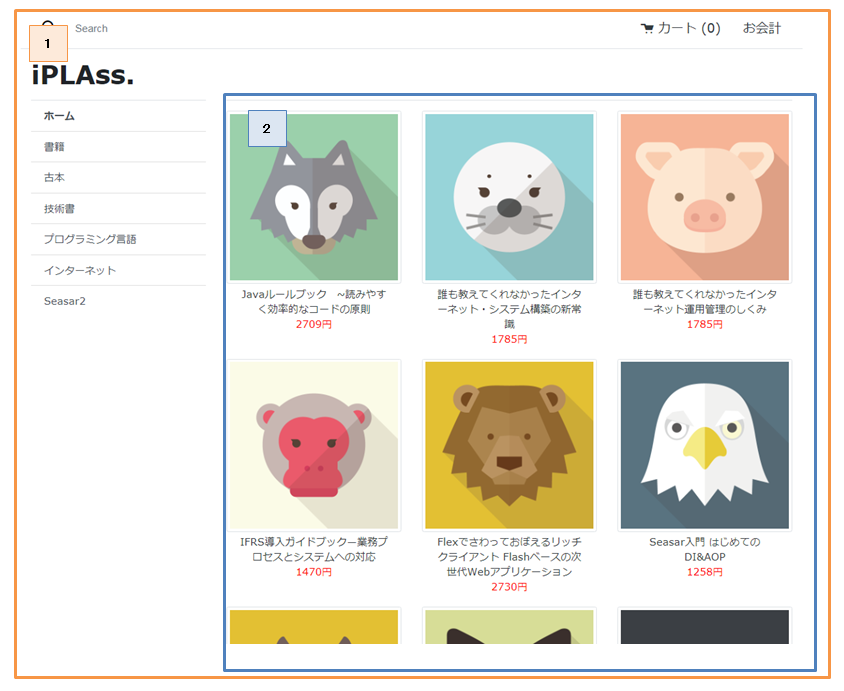 Search
カート (0)
お会計
1
iPLAss.
ホーム
書籍
古本
技術書
プログラミング言語
インターネット
Seasar2
2
Javaルールブック　~読みやす
く効率的なコードの原則
2709円
誰も教えてくれなかったインタ
ーネット・システム構築の新常
識
1785円
誰も教えてくれなかったインタ
ーネット運用管理のしくみ
1785円
IFRS導入ガイドブックー業務プ
ロセスとシステムへの対応
1470円
Flexでさわっておぼえるリッチ
クライアント Flashベースの次
世代Webアプリケーション
2730円
Seasar入門 はじめての
DI&AOP
1258円